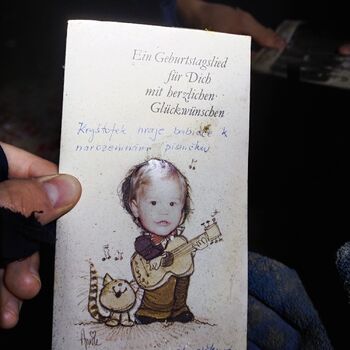 Ein Geburtstagslied
für Dich
mit herzlichen
Glückwünschen
Kryštofek hraje babičce k
narozeninám písničku